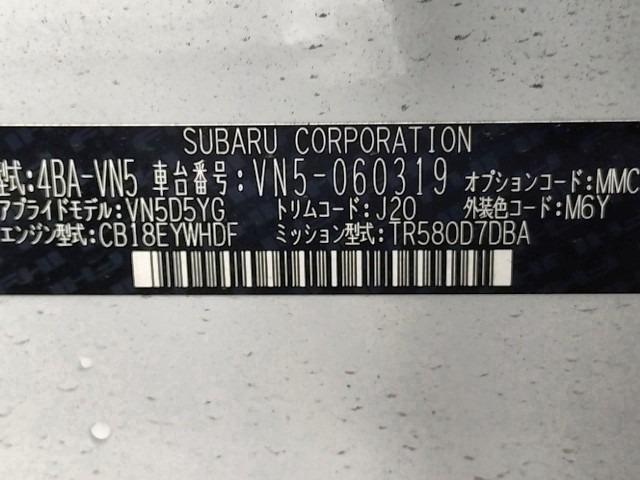 SUBARU CORPORATION
型式:4BA-VN5 車台番号:VN5-060319 オプションコード:MMC
アプライドモデル:VN5D5YG トリムコード:J20 外装色コード:M6Y
エンジン型式:CB18EYWHDF ミッション型式:TR580D7DBA